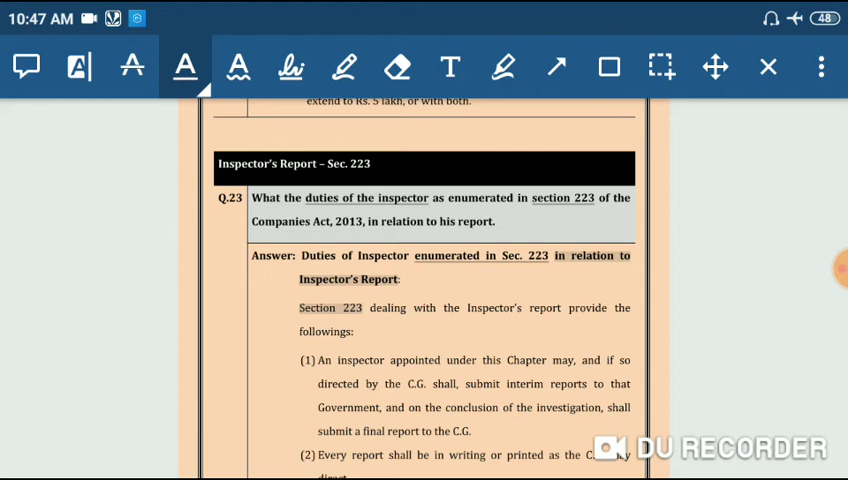 10:47 AM
48
A
A
A
A
T
extend to Rs. 5 lakh, or with both.
Inspector's Report – Sec. 223
Q.23 What the duties of the inspector as enumerated in section 223 of the
Companies Act, 2013, in relation to his report.
Answer: Duties of Inspector enumerated in Sec. 223 in relation to
Inspector's Report:
Section 223 dealing with the Inspector's report provide the
followings:
(1) An inspector appointed under this Chapter may, and if so
directed by the C.G. shall, submit interim reports to that
Government, and on the conclusion of the investigation, shall
submit a final report to the C.G.
(2) Every report shall be in writing or printed as the
direct.
DU RECORDER